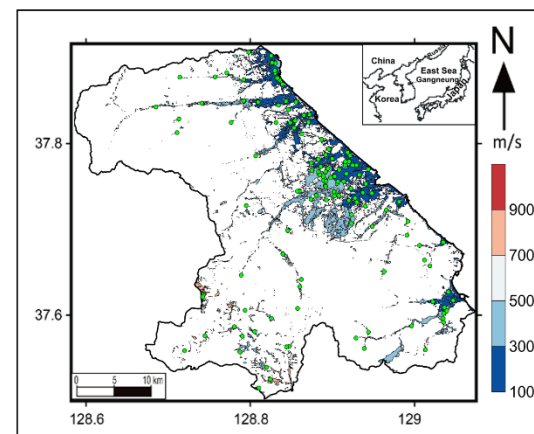 N
China
Russia
East Sea
Gangneung
Korea
Japan
m/s
37.8
900
700
500
37.6
300
0 5 10 km
100
128.6 128.8 129